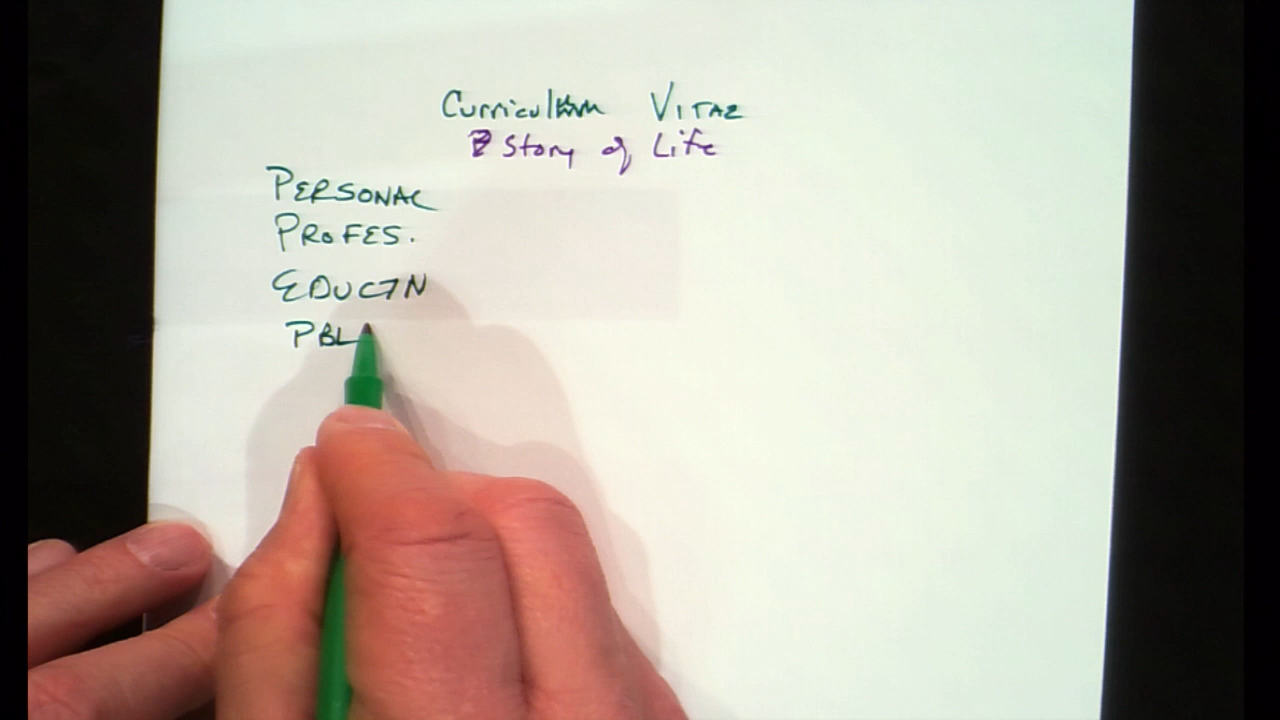 Curriculum VITAE
Story of Life
PERSONAL
PROFES.
EDUCTN
PBL